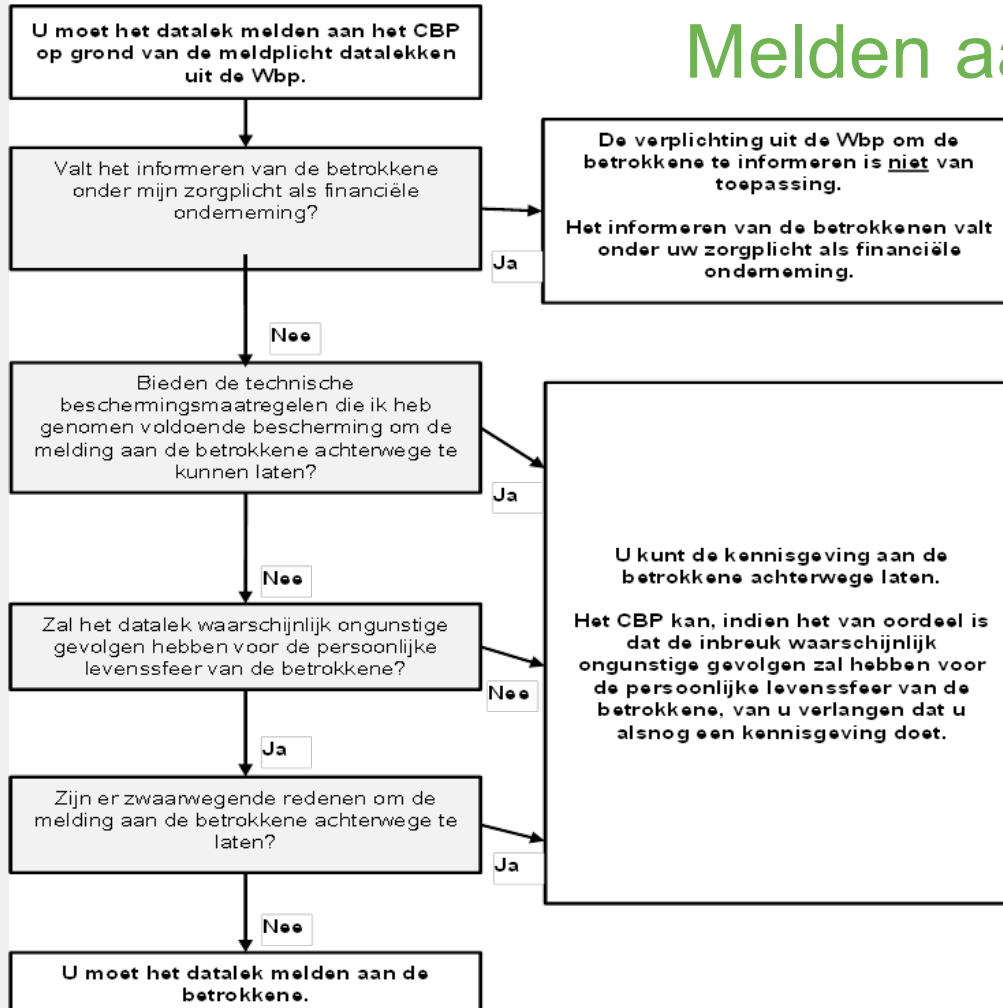 Melden aa
U moet het datalek melden aan het CBP
op grond van de meldplicht datalekken
uit de Wbp.
Valt het informeren van de betrokkene
onder mijn zorgplicht als financiële
onderneming?
Ja
De verplichting uit de Wbp om de
betrokkene te informeren is niet van
toepassing.
Het informeren van de betrokkenen valt
onder uw zorgplicht als financiële
onderneming.
Nee
Bieden de technische
beschermingsmaatregelen die ik heb
genomen voldoende bescherming om de
melding aan de betrokkene achterwege te
kunnen laten?
Ja
Nee
Zal het datalek waarschijnlijk ongunstige
gevolgen hebben voor de persoonlijke
levenssfeer van de betrokkene?
Nee
U kunt de kennisgeving aan de
betrokkene achterwege laten.
Het CBP kan, indien het van oordeel is
dat de inbreuk waarschijnlijk
ongunstige gevolgen zal hebben voor
de persoonlijke levenssfeer van de
betrokkene, van u verlangen dat u
alsnog een kennisgeving doet.
Ja
Zijn er zwaarwegende redenen om de
melding aan de betrokkene achterwege te
laten?
Ja
Nee
U moet het datalek melden aan de
betrokkene.